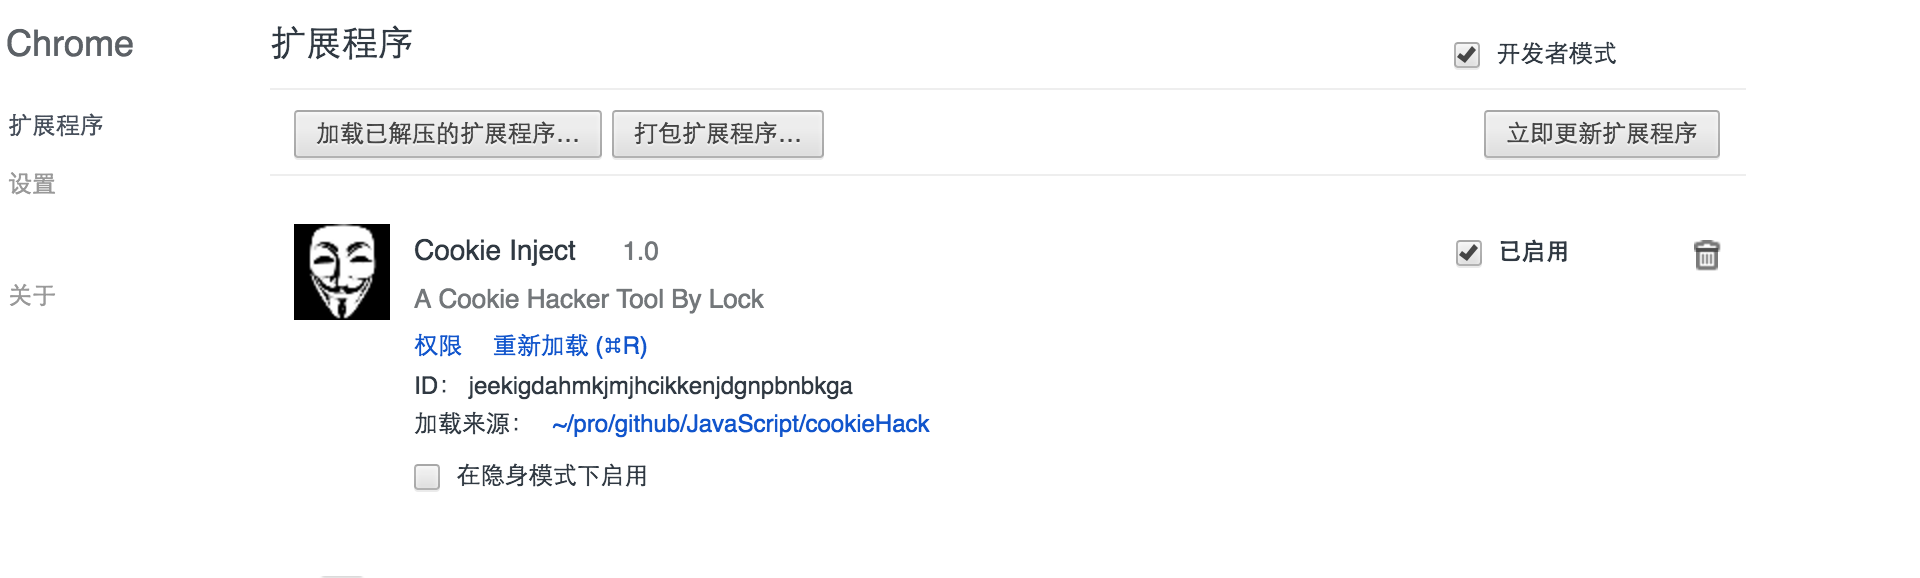 Chrome
扩展程序
开发者模式
扩展程序
设置
关于
加载已解压的扩展程序...
打包扩展程序...
立即更新扩展程序
Cookie Inject 1.0
已启用
A Cookie Hacker Tool By Lock
权限 重新加载 (⌘R)
ID： jeekigdahmkjmjhcikkenjdgnpbnbkga
加载来源： ~/pro/github/JavaScript/cookieHack
在隐身模式下启用